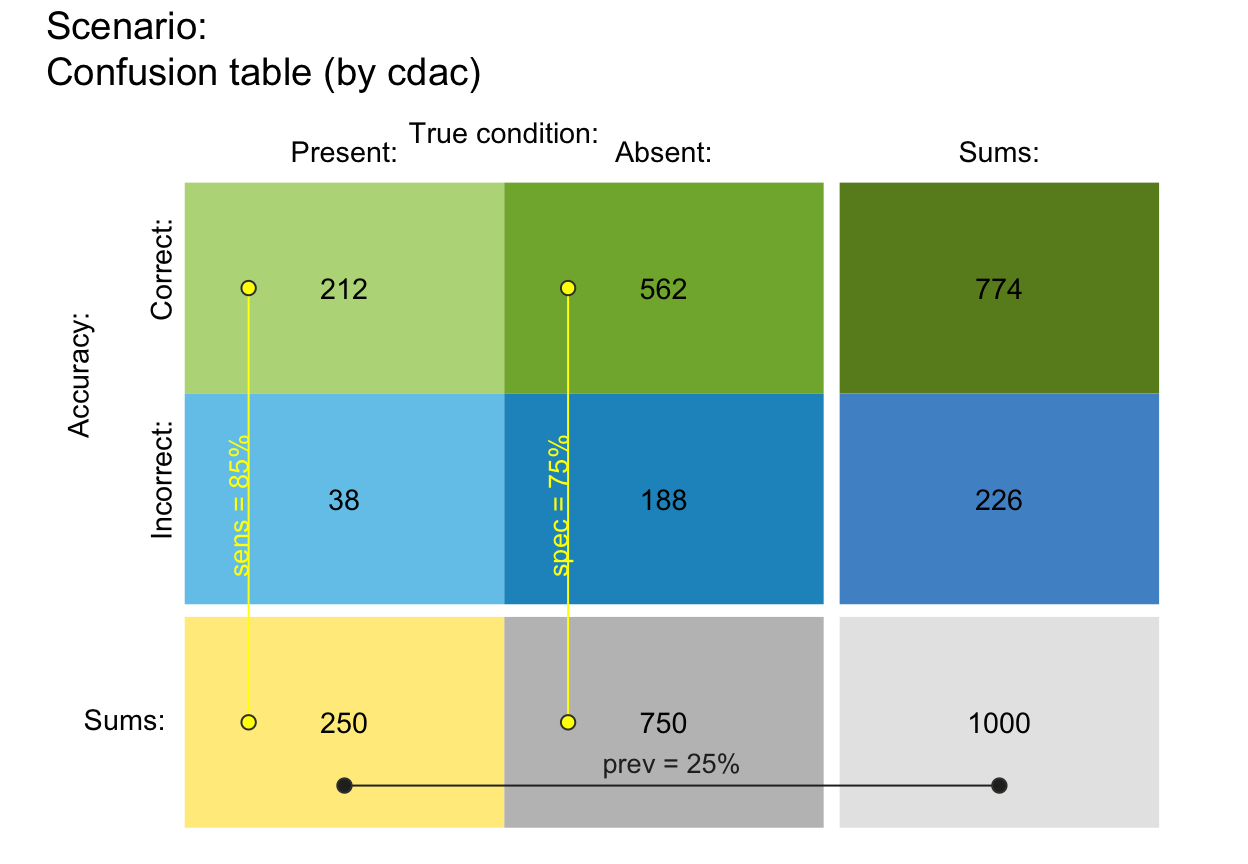 Scenario:
Confusion table (by cdac)
True condition:
Present:
Absent:
Sums:
Accuracy:
Correct:
212
562
774
Incorrect:
sens = 85%
38
spec = 75%
188
226
Sums:
250
750
1000
prev = 25%